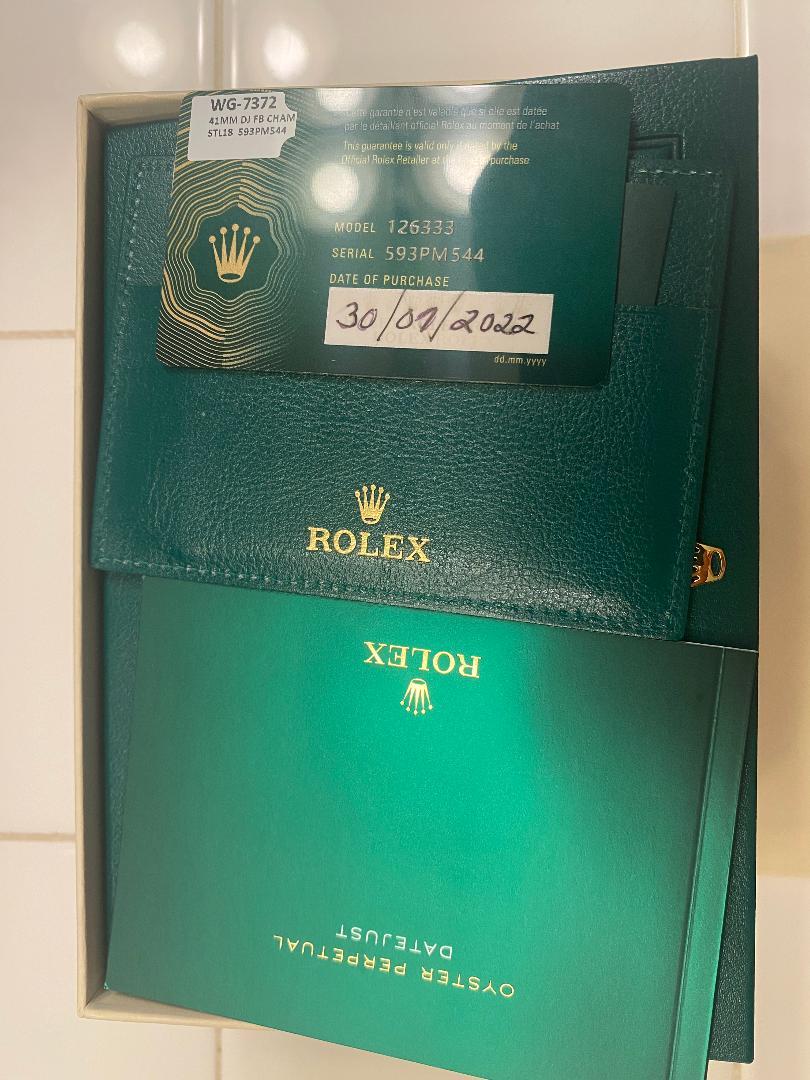 WG-7372
41MM DJ FB CHAM
STL18 593PM544
Cette garantie n'est valable que si elle est datée
par le détaillant officiel Rolex au moment de l'achat
This guarantee is valid only if dated by the
Official Rolex Retailer at the time of purchase
MODEL 126333
SERIAL 593PM544
DATE OF PURCHASE
30/01/2022
dd.mm.yyyy
ROLEX
ROLEX
OYSTER PERPETUAL
DATEJUST